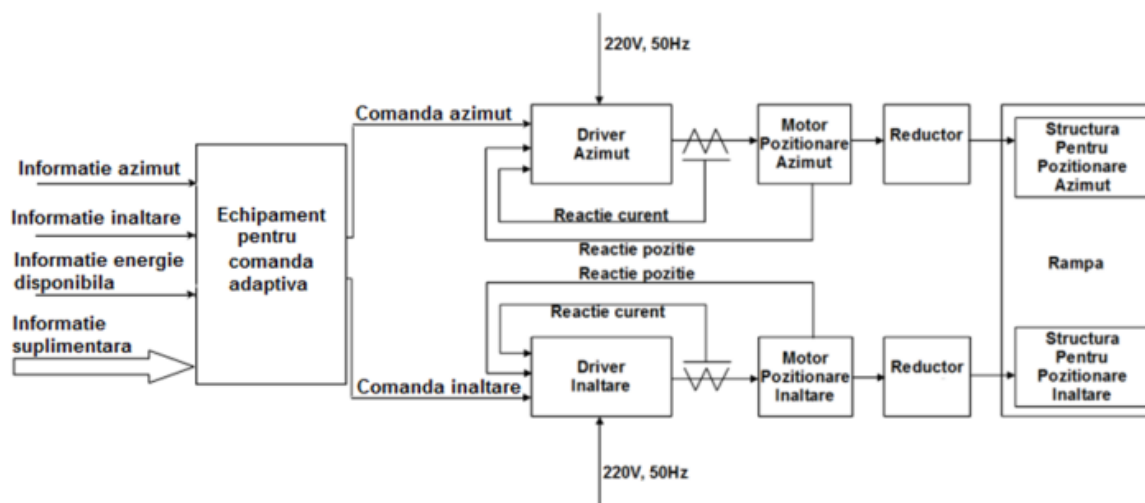 220V, 50Hz
Comanda azimut
Driver
Azimut
Motor
Pozitionare
Azimut
Reductor
Structura
Pentru
Pozitionare
Azimut
Informatie azimut
Informatie inaltare
Informatie energie
disponibila
Informatie
suplimentara
Echipament
pentru
comanda
adaptiva
Reactie curent
Reactie pozitie
Reactie pozitie
Reactie curent
Rampa
Comanda inaltare
Driver
Inaltare
Motor
Pozitionare
Inaltare
Reductor
Structura
Pentru
Pozitionare
Inaltare
220V, 50Hz